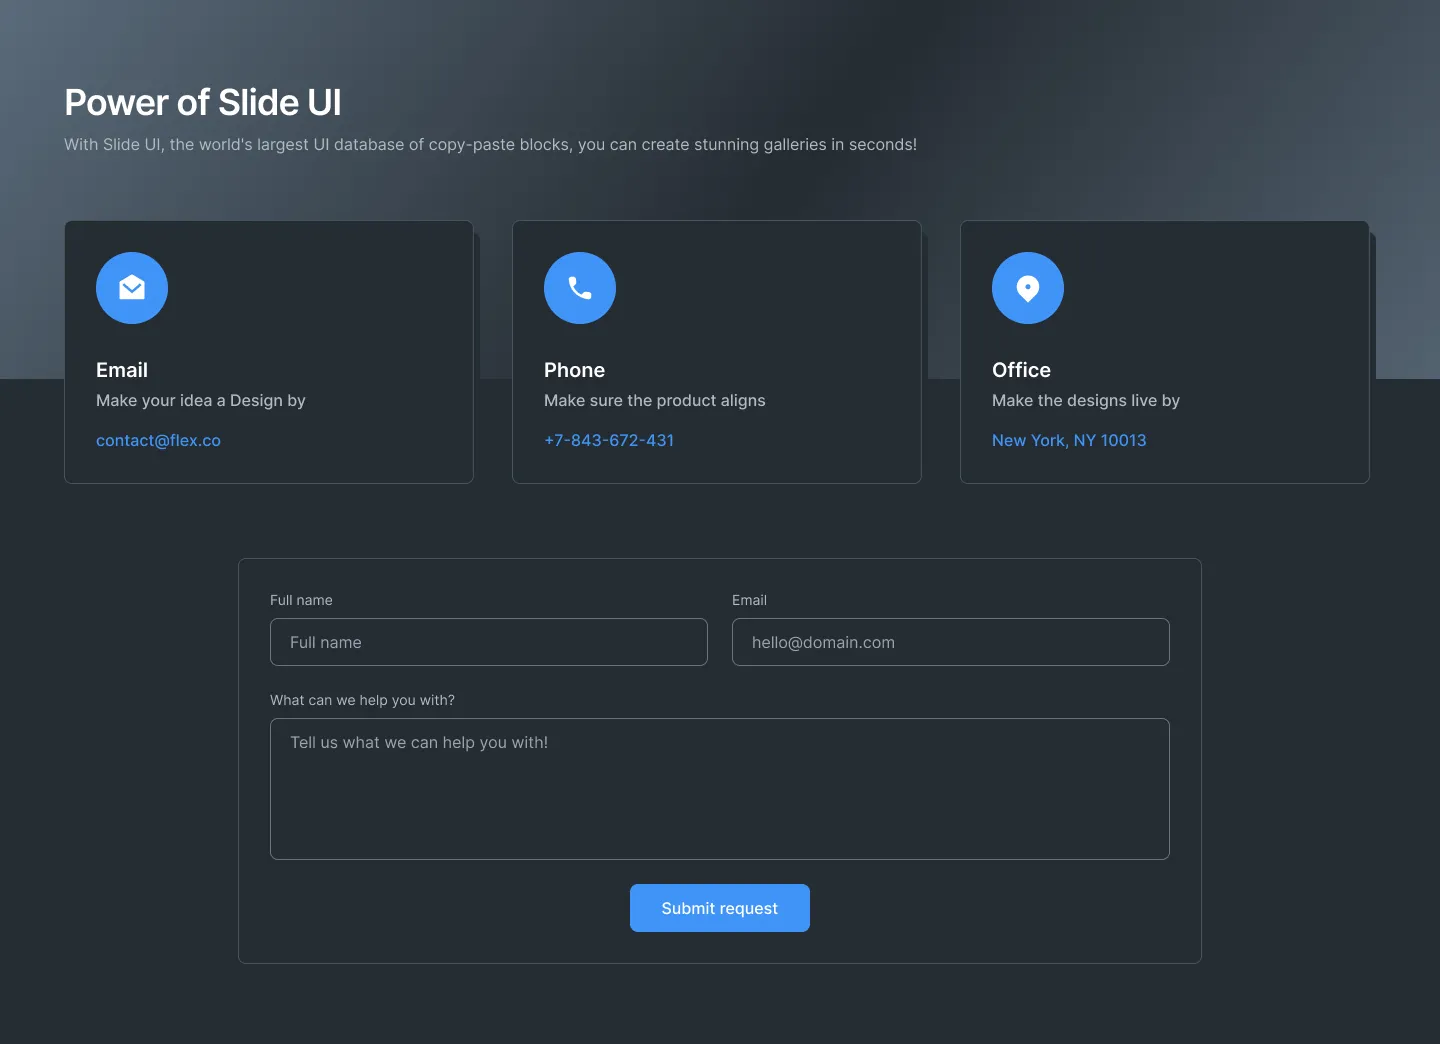 Power of Slide UI
With Slide UI, the world's largest UI database of copy-paste blocks, you can create stunning galleries in seconds!
Email
Make your idea a Design by
contact@flex.co
Phone
Make sure the product aligns
+7-843-672-431
Office
Make the designs live by
New York, NY 10013
Full name
Full name
Email
hello@domain.com
What can we help you with?
Tell us what we can help you with!
Submit request